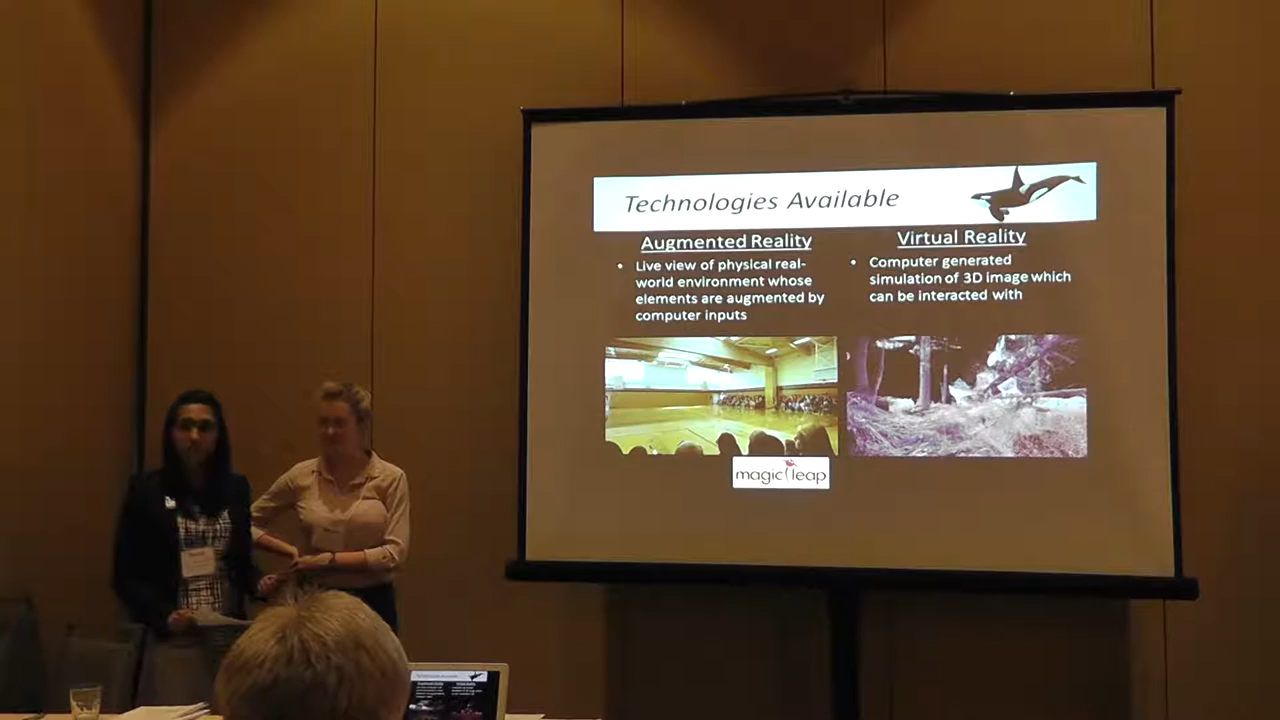 Technologies Available
Augmented Reality
• Live view of physical real-
world environment whose
elements are augmented by
computer inputs
Virtual Reality
• Computer generated
simulation of 3D image which
can be interacted with
magic leap